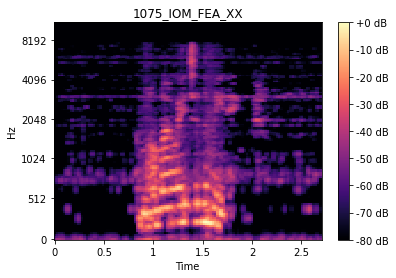 1075_IOM_FEA_XX
Hz
8192
4096
2048
1024
512
0
0
0.5
1
1.5
2
2.5
Time
+0 dB
-10 dB
-20 dB
-30 dB
-40 dB
-50 dB
-60 dB
-70 dB
-80 dB